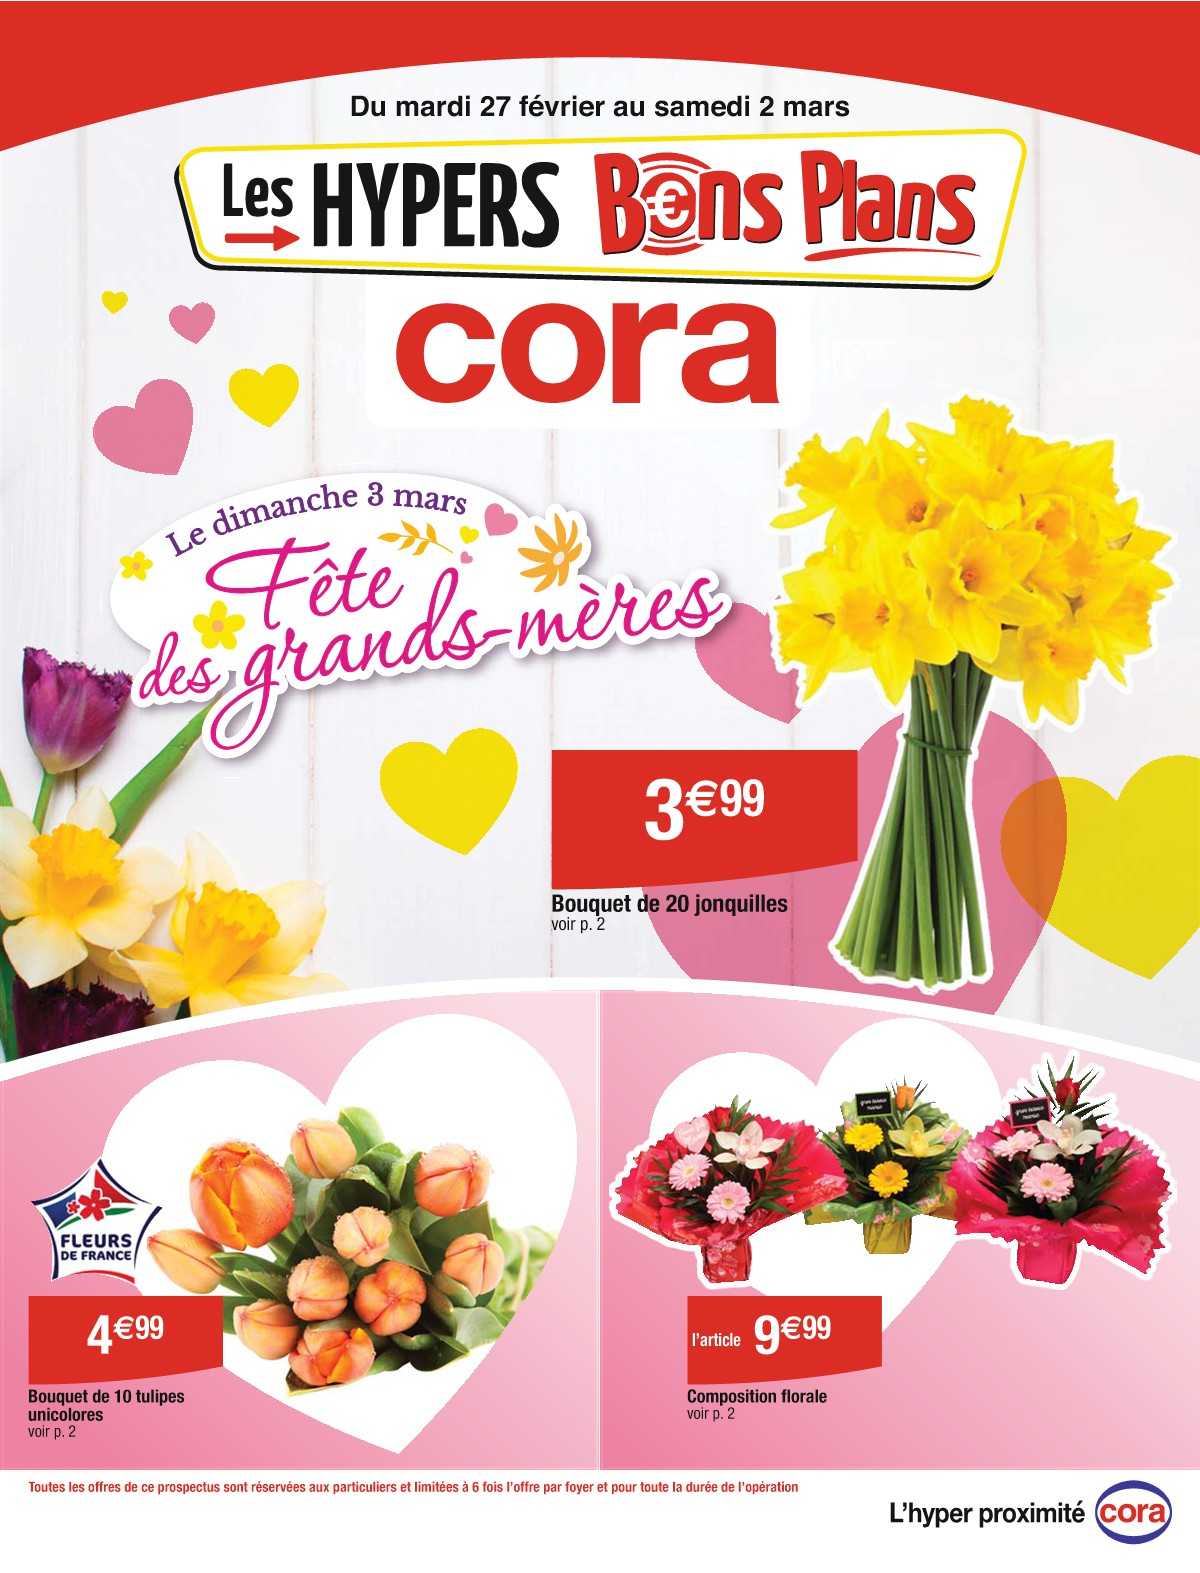 Du mardi 27 février au samedi 2 mars
Les HYPERS Bons Plans
cora
Le dimanche 3 mars
Fête
des grands-mères
3€99
Bouquet de 20 jonquilles
voir p. 2
FLEURS
DE FRANCE
4€99
Bouquet de 10 tulipes
unicolores
voir p. 2
l'article 9€99
Composition florale
voir p. 2
Toutes les offres de ce prospectus sont réservées aux particuliers et limitées à 6 fois l'offre par foyer et pour toute la durée de l'opération
L'hyper proximité cora